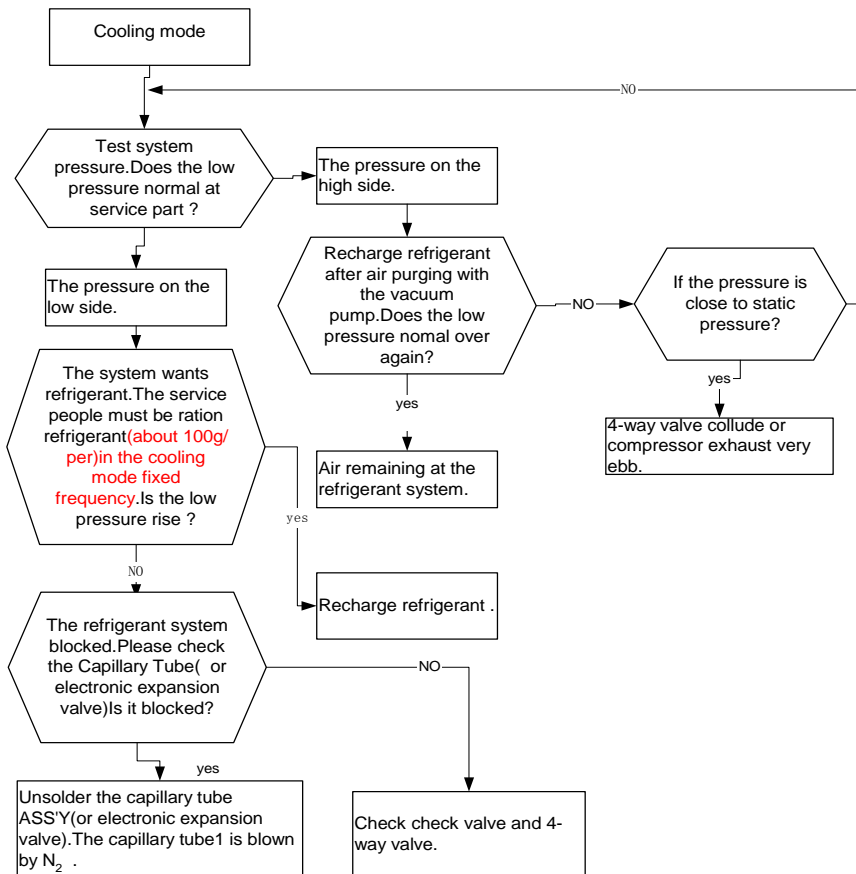 Cooling mode
NO
Test system
pressure.Does the low
pressure normal at
service part ?
The pressure on the
high side.
The pressure on the
low side.
Recharge refrigerant
after air purging with
the vacuum
pump.Does the low
pressure nomal over
again?
NO
If the pressure is
close to static
pressure?
yes
yes
4-way valve collude or
compressor exhaust very
ebb.
The system wants
refrigerant.The service
people must be ration
refrigerant(about 100g/
per)in the cooling
mode fixed
frequency.Is the low
pressure rise ?
Air remaining at the
refrigerant system.
yes
NO
Recharge refrigerant .
The refrigerant system
blocked.Please check
the Capillary Tube( or
electronic expansion
valve)Is it blocked?
NO
yes
Unsolder the capillary tube
ASS'Y(or electronic expansion
valve).The capillary tube1 is blown
by N₂ .
Check check valve and 4-
way valve.